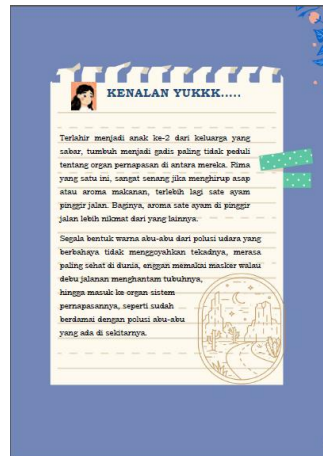 KENALAN YUKKK.....
Terlahir menjadi anak ke-2 dari keluarga yang
sabar, tumbuh menjadi gadis paling tidak peduli
tentang organ pernapasan di antara mereka. Rima
yang satu ini, sangat senang jika menghirup asap
atau aroma makanan, terlebih lagi sate ayam
pinggir jalan. Baginya, aroma sate ayam di pinggir
jalan lebih nikmat dari yang lainnya.
Segala bentuk warna abu-abu dari polusi udara yang
berbahaya tidak menggoyahkan tekadnya, merasa
paling sehat di dunia, enggan memakai masker walau
debu jalanan menghantam tubuhnya,
hingga masuk ke organ sistem
pernapasannya, seperti sudah
berdamai dengan polusi abu-abu
yang ada di sekitarnya.